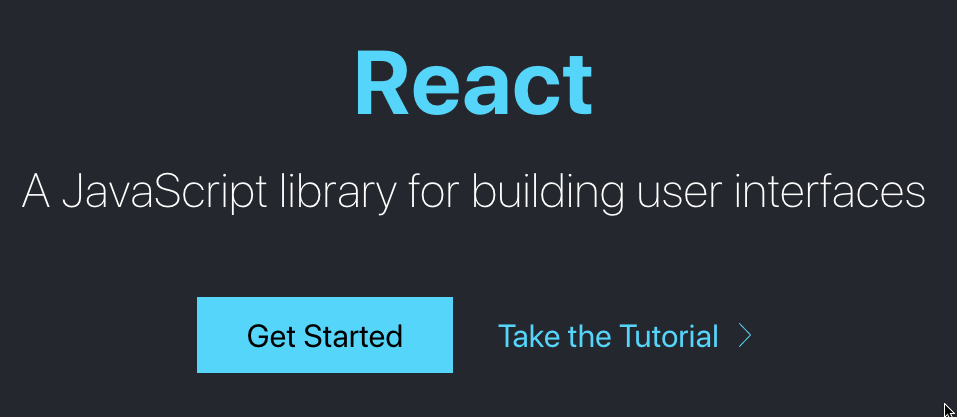 React
A JavaScript library for building user interfaces
Get Started
Take the Tutorial